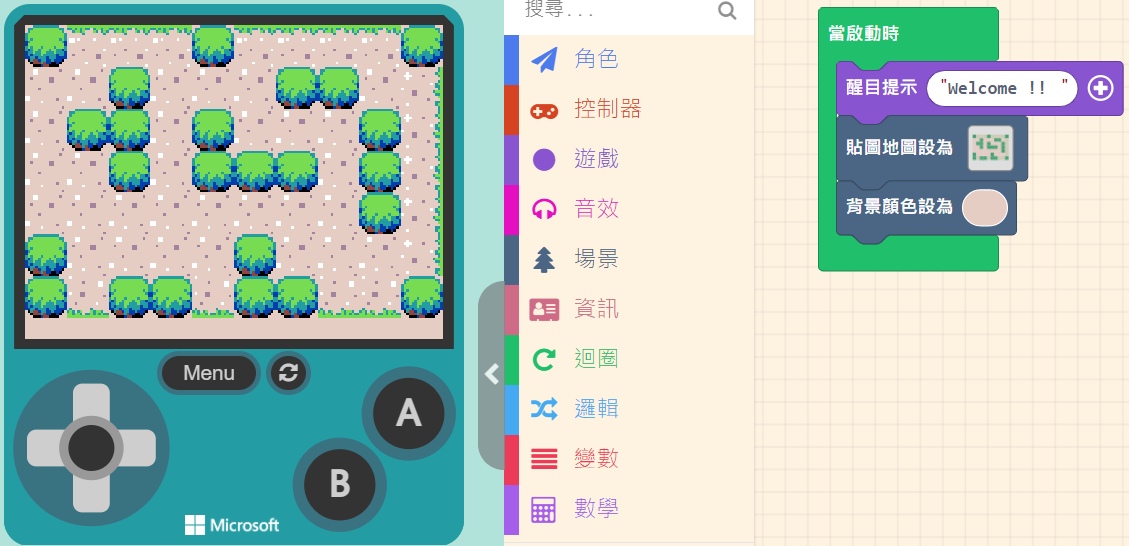 搜尋...
角色
控制器
遊戲
音效
場景
資訊
迴圈
邏輯
變數
數學
當啟動時
醒目提示 "Welcome !! "
貼圖地圖設為
背景顏色設為
Menu
A
B
Microsoft